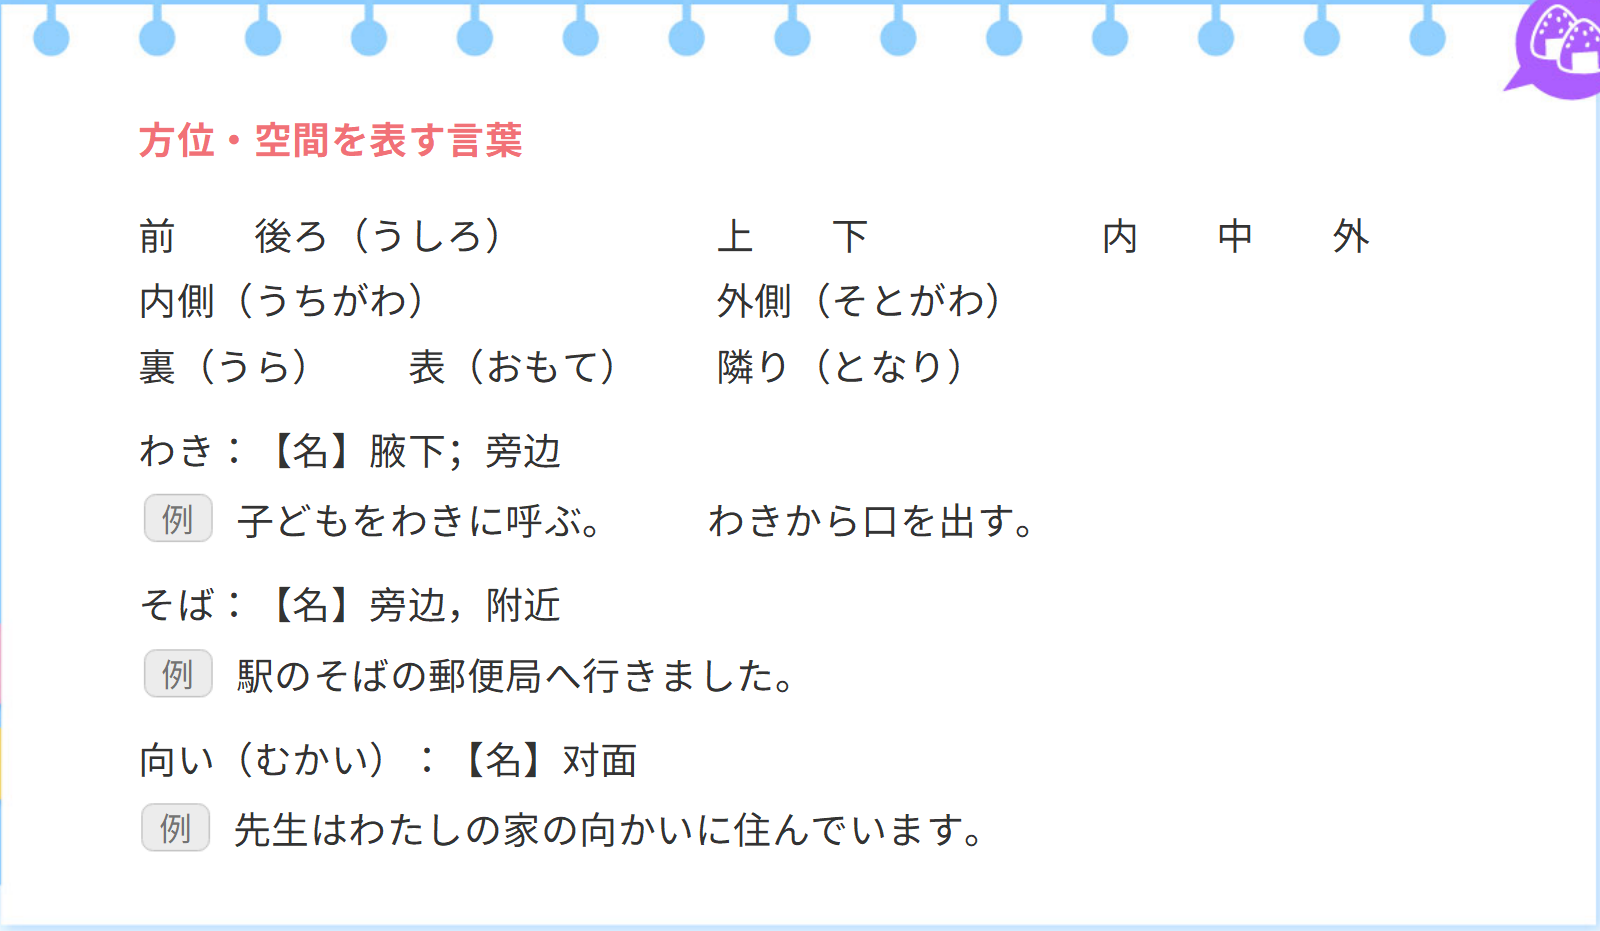 方位・空間を表す言葉
前　　後ろ（うしろ）　　　　　上　　下　　　　　　内　　中　　外
内側（うちがわ）　　　　　　　外側（そとがわ）
裏（うら）　　表（おもて）　　隣り（となり）
わき：【名】腋下；旁边
例 子どもをわきに呼ぶ。　　わきから口を出す。
そば：【名】旁边，附近
例 駅のそばの郵便局へ行きました。
向い（むかい）：【名】对面
例 先生はわたしの家の向かいに住んでいます。